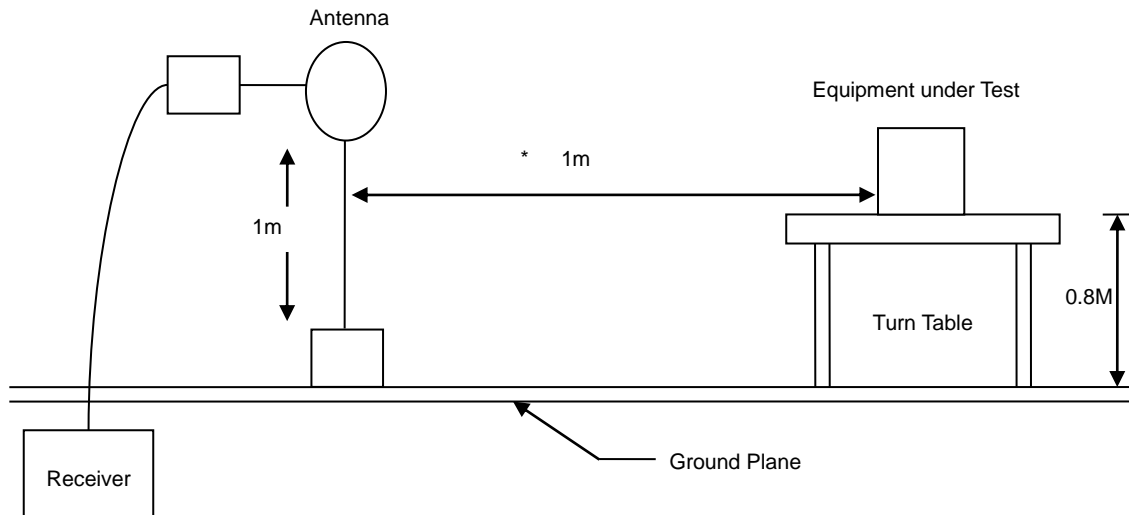 Antenna
Equipment under Test
* 1m
1m
0.8M
Turn Table
Ground Plane
Receiver